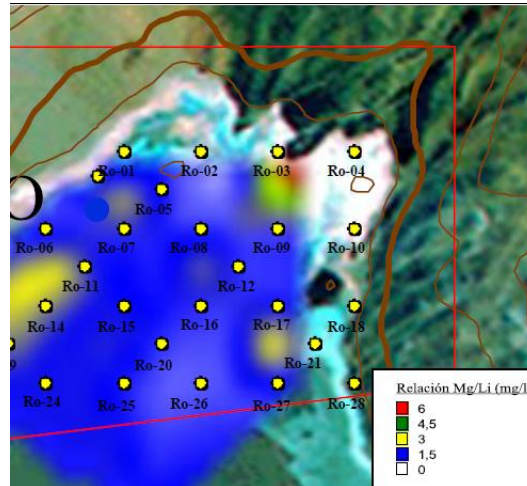 Ro-01
Ro-02
Ro-03
Ro-04
Ro-05
O
Ro-06
Ro-07
Ro-08
Ro-09
Ro-10
Ro-11
Ro-12
Ro-14
Ro-15
Ro-16
Ro-17
Ro-18
9
Ro-20
Ro-21
Ro-24
Ro-25
Ro-26
Ro-27
Ro-28
Relación Mg/Li (mg/l
6
4,5
3
1,5
0